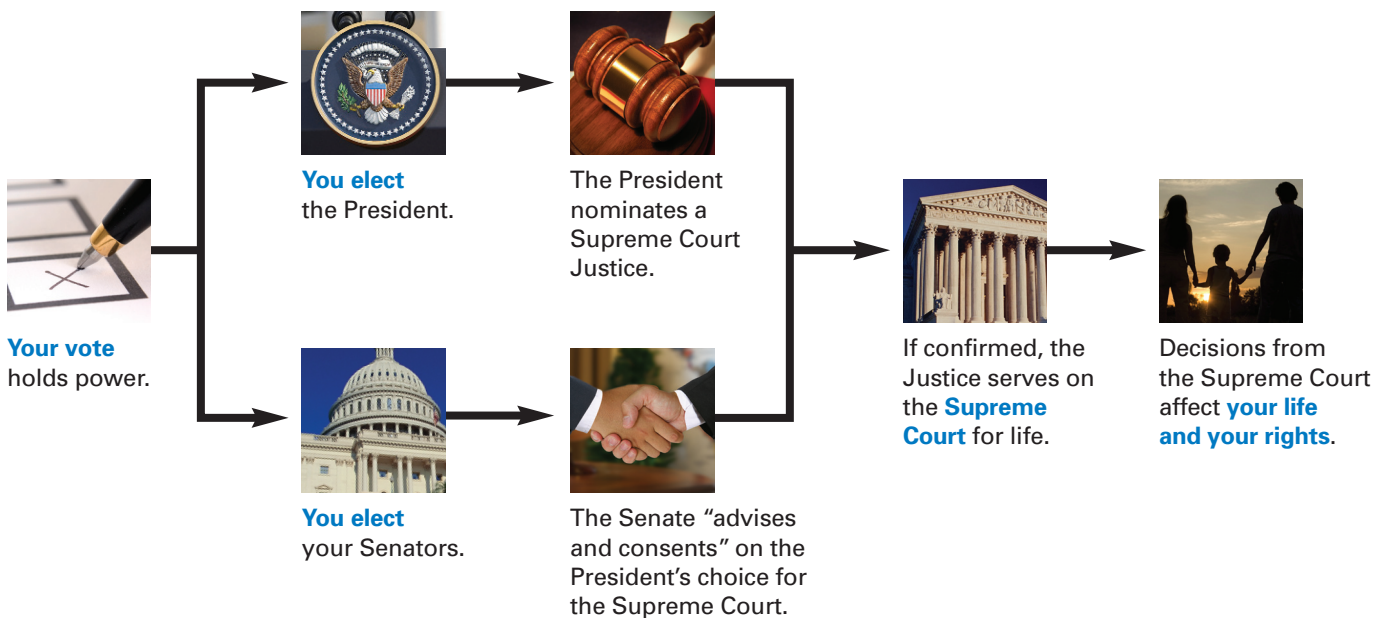 Your vote
holds power.
You elect
the President.
The President
nominates a
Supreme Court
Justice.
You elect
your Senators.
The Senate “advises
and consents” on the
President’s choice for
the Supreme Court.
If confirmed, the
Justice serves on
the Supreme
Court for life.
Decisions from
the Supreme Court
affect your life
and your rights.